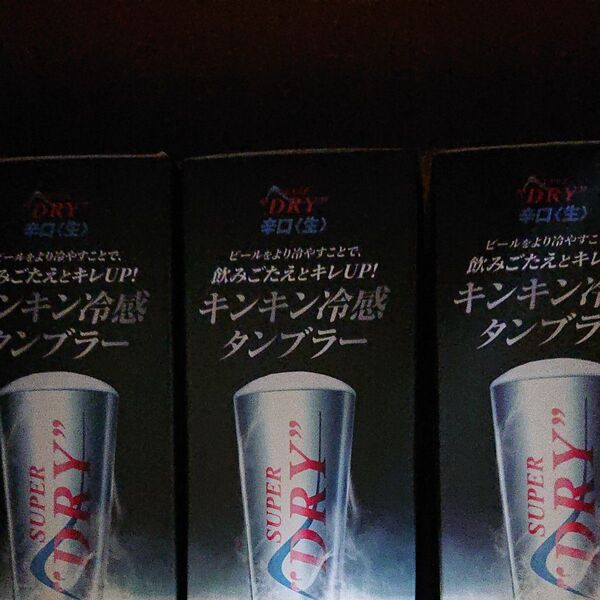 "DRY"
辛口〈生〉
ールをより冷やすことで、
みごたえとキレUP!
ンキン冷感
タンブラー
SUPER
"DRY"
"DRY"
辛口〈生〉
ビールをより冷やすことで、
飲みごたえとキレUP!
キンキン冷感
タンブラー
SUPER
"DRY"
"DRY"
辛口〈生〉
ビールをより冷やすこ
飲みごたえとキレ
キンキン冷
タンブラ
SUPER
"DRY"